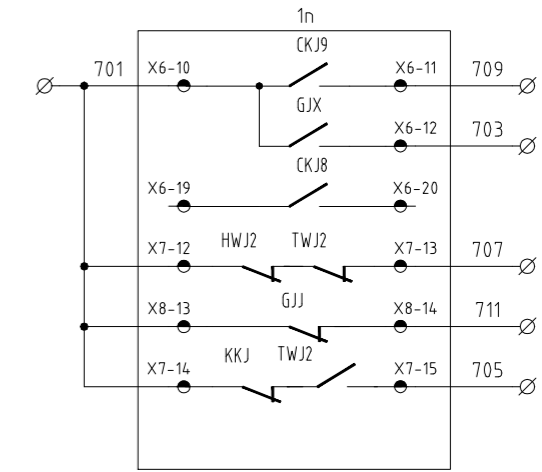 1n
CKJ9
701 X6-10 X6-11 709
GJX
X6-12 703
CKJ8
X6-19 X6-20
HWJ2 TWJ2
X7-12 X7-13 707
GJJ
X8-13 X8-14 711
KKJ TWJ2
X7-14 X7-15 705